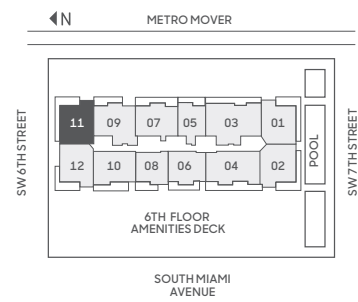 N
METRO MOVER
SW 6TH STREET
11 09 07 05 03 01
12 10 08 06 04 02
POOL
SW 7TH STREET
6TH FLOOR
AMENITIES DECK
SOUTH MIAMI
AVENUE